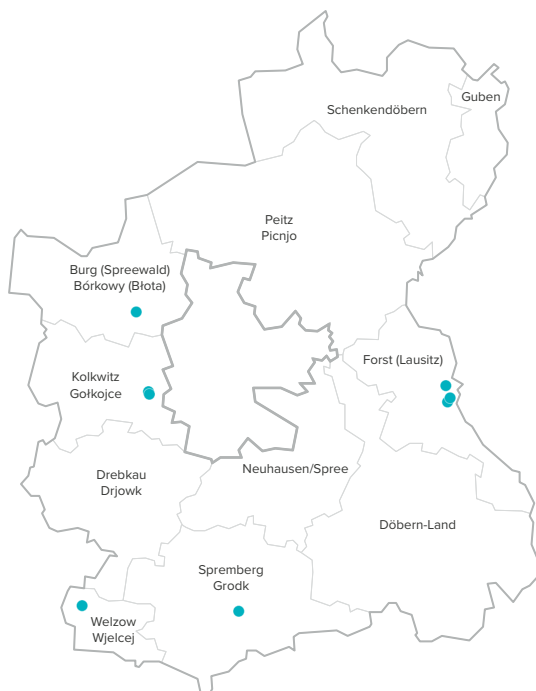 Guben
Schenkendöbern
Peitz
Picnjo
Burg (Spreewald)
Bórkowy (Błota)
Forst (Lausitz)
Kolkwitz
Gołkojce
Neuhausen/Spree
Drebkau
Drjowk
Döbern-Land
Spremberg
Grodk
Welzow
Wjelcej